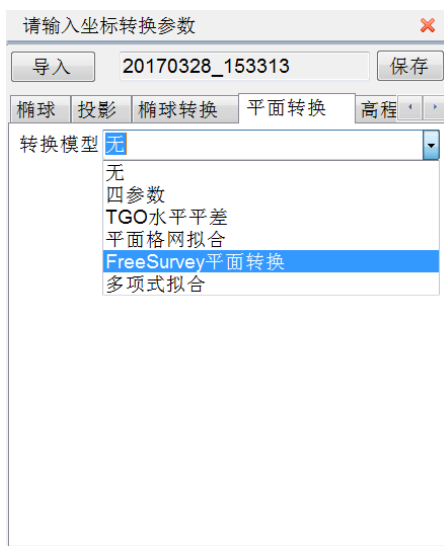 请输入坐标转换参数
导入 20170328_153313 保存
椭球 投影 椭球转换 平面转换 高程
转换模型 无
无
四参数
TGO水平平差
平面格网拟合
FreeSurvey平面转换
多项式拟合